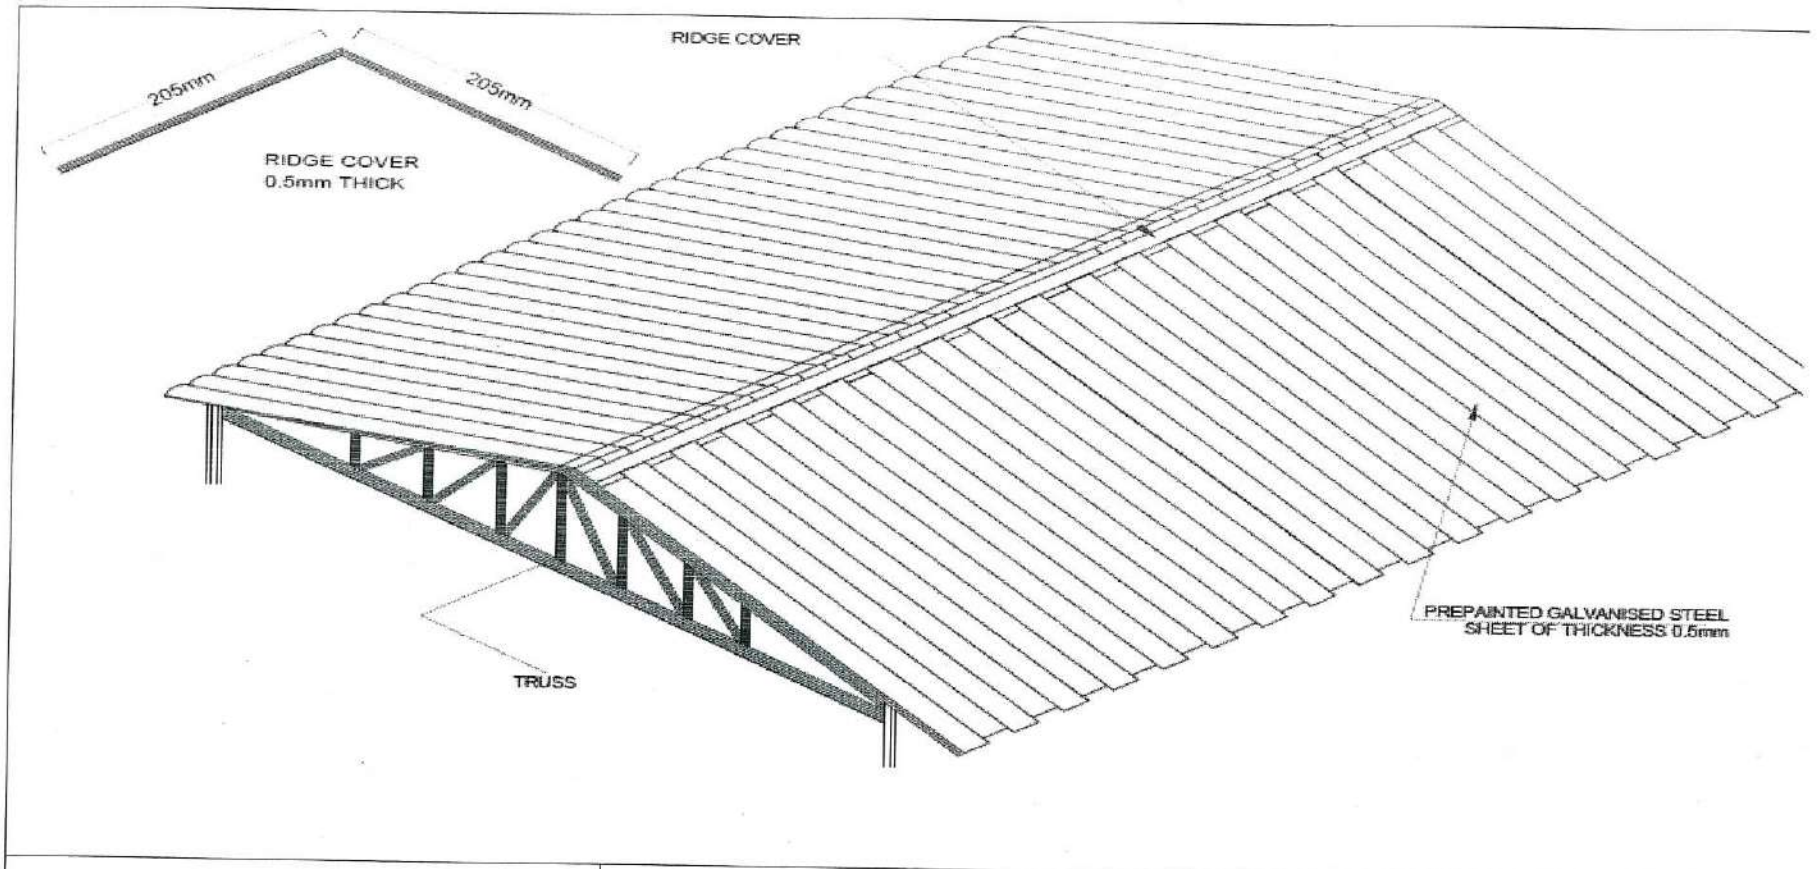 RIDGE COVER
205mm
205mm
RIDGE COVER
0.5mm THICK
PREPAINTED GALVANISED STEEL
SHEET OF THICKNESS 0.5mm
TRUSS